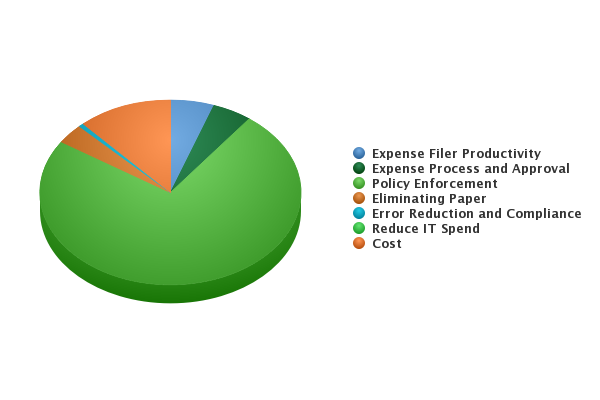 Expense Filer Productivity
Expense Process and Approval
Policy Enforcement
Eliminating Paper
Error Reduction and Compliance
Reduce IT Spend
Cost